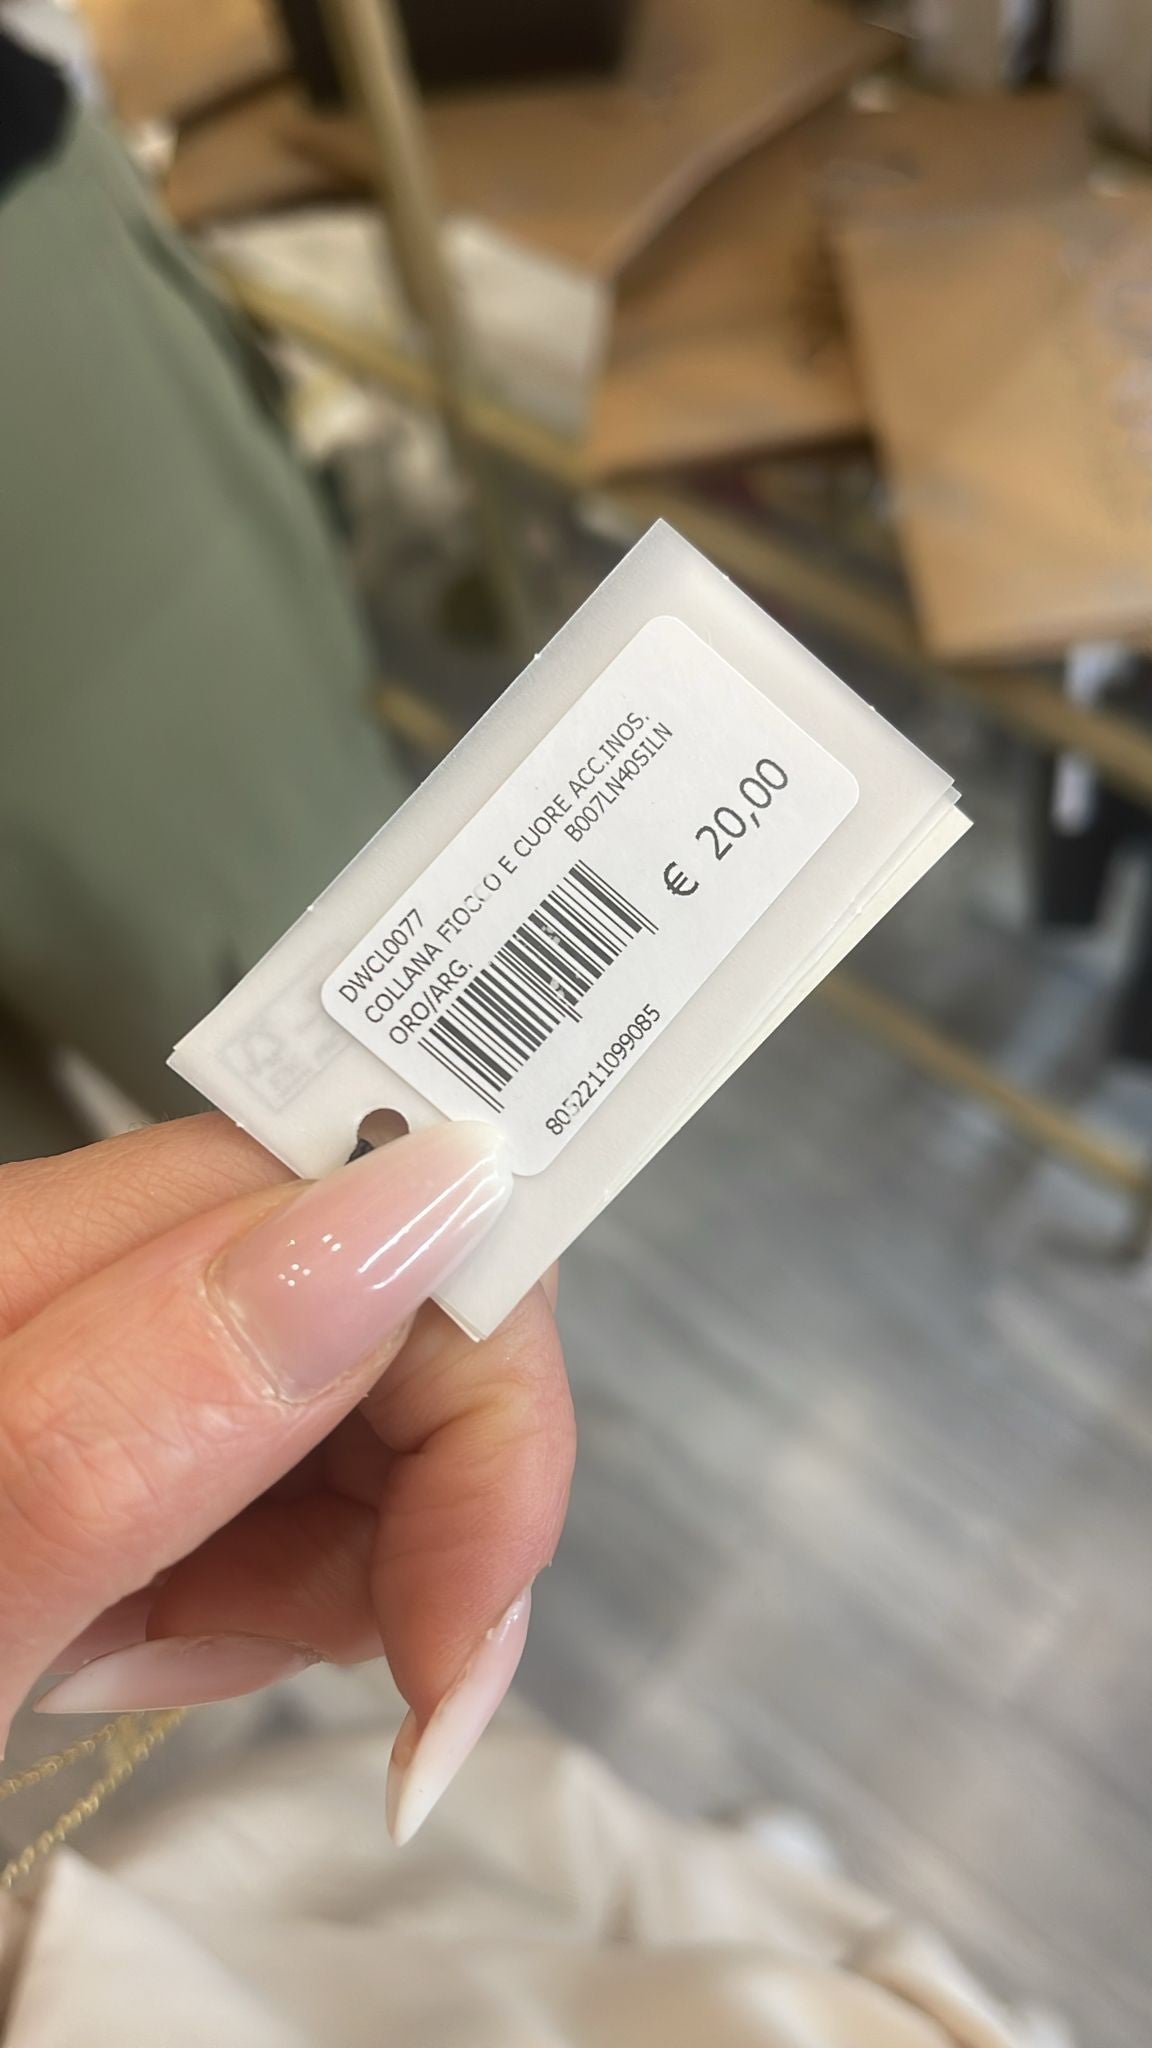 DWCL0077
COLLANA FIOCCO E CUORE ACC.INOS.
ORO/ARG.
B007LN40SILN
€ 20,00
8052211099085